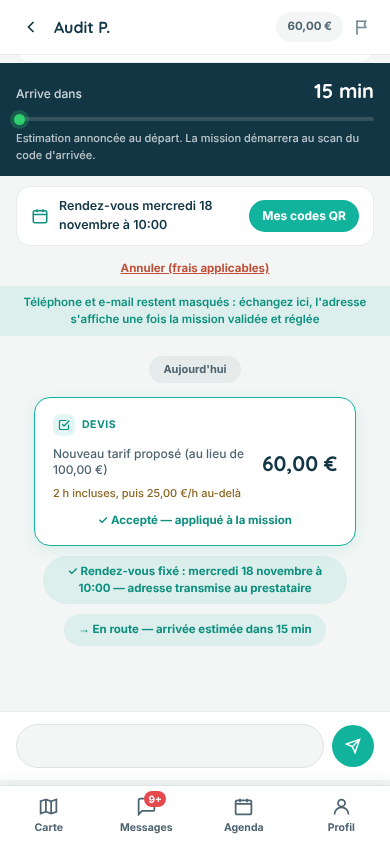 Audit P.
60,00 €
Arrive dans
15 min
Estimation annoncée au départ. La mission démarrera au scan du
code d'arrivée.
Rendez-vous mercredi 18
novembre à 10:00
Mes codes QR
Annuler (frais applicables)
Téléphone et e-mail restent masqués : échangez ici, l'adresse
s'affiche une fois la mission validée et réglée
Aujourd'hui
DEVIS
Nouveau tarif proposé (au lieu de
100,00 €)
60,00 €
2 h incluses, puis 25,00 €/h au-delà
✓ Accepté — appliqué à la mission
✓ Rendez-vous fixé : mercredi 18 novembre à
10:00 — adresse transmise au prestataire
→ En route — arrivée estimée dans 15 min
9+
Carte
Messages
Agenda
Profil